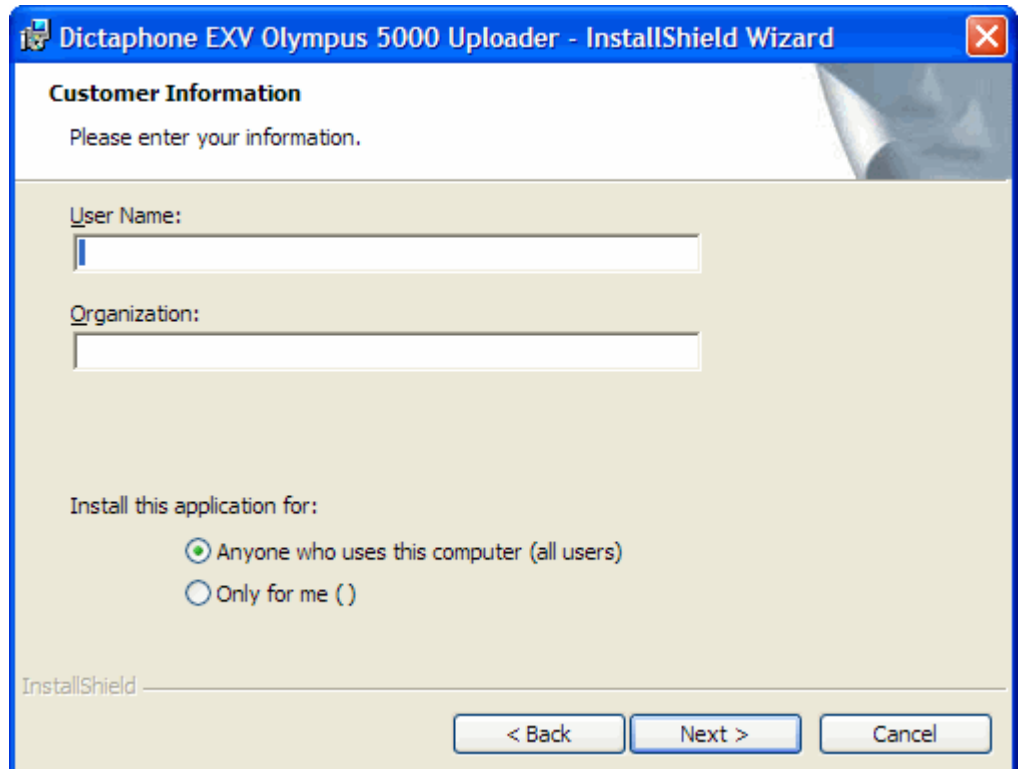 Dictaphone EXV Olympus 5000 Uploader - InstallShield Wizard
Customer Information
Please enter your information.
User Name:
Organization:
Install this application for:
Anyone who uses this computer (all users)
Only for me ()
InstallShield
< Back Next > Cancel